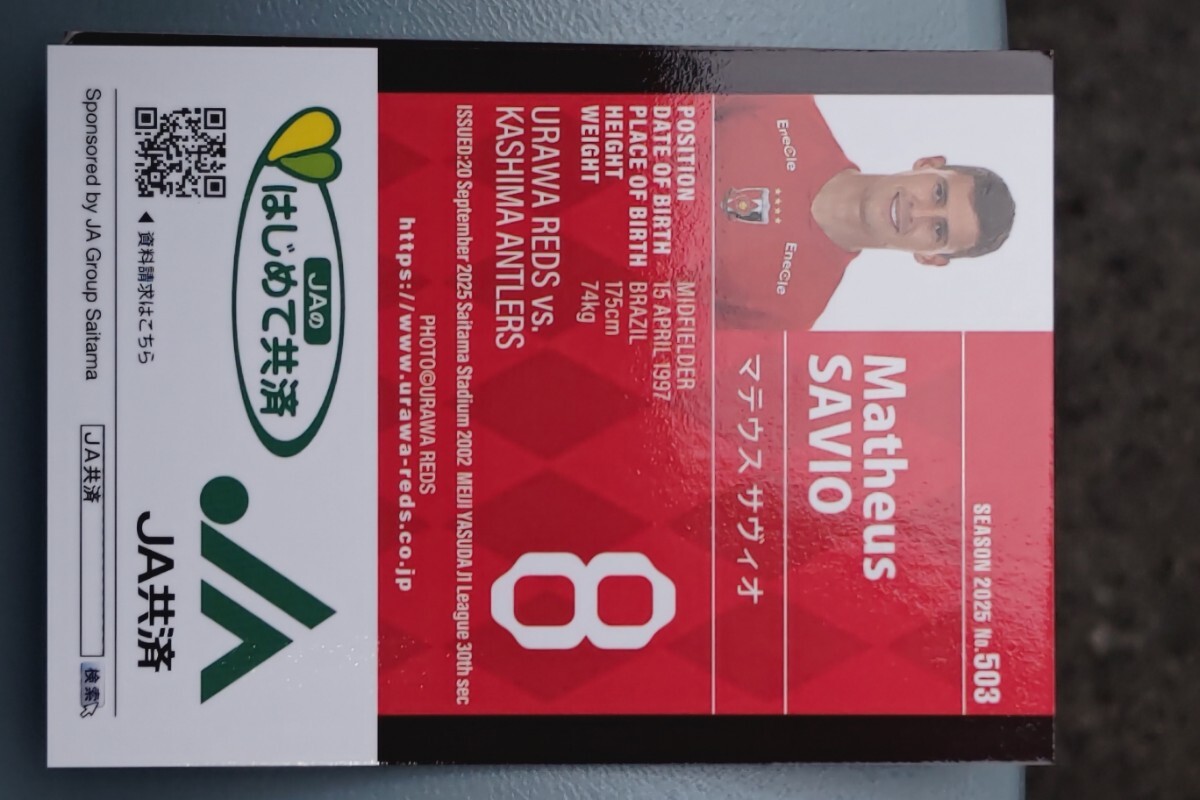 SEASON 2025 No.503
Matheus
SAVIO
マテウス サヴィオ
EneCle
EneCle
POSITION MIDFIELDER
DATE OF BIRTH 15 APRIL 1997
PLACE OF BIRTH BRAZIL
HEIGHT 175cm
WEIGHT 74kg
8
URAWA REDS vs.
KASHIMA ANTLERS
ISSUED:20 September 2025 Saitama Stadium 2002 MEIJI YASUDA J1 League 30th sec
PHOTO©URAWA REDS
https://www.urawa-reds.co.jp
JAの
はじめて共済
JA共済
◀ 資料請求はこちら
Sponsored by JA Group Saitama
JA共済
検索